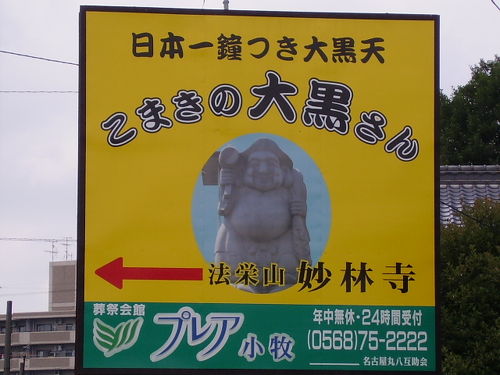 日本一鐘つき大黒天
こまきの大黒さん
法栄山 妙林寺
葬祭会館
プレア小牧
年中無休・24時間受付
(0568)75-2222
名古屋丸八互助会